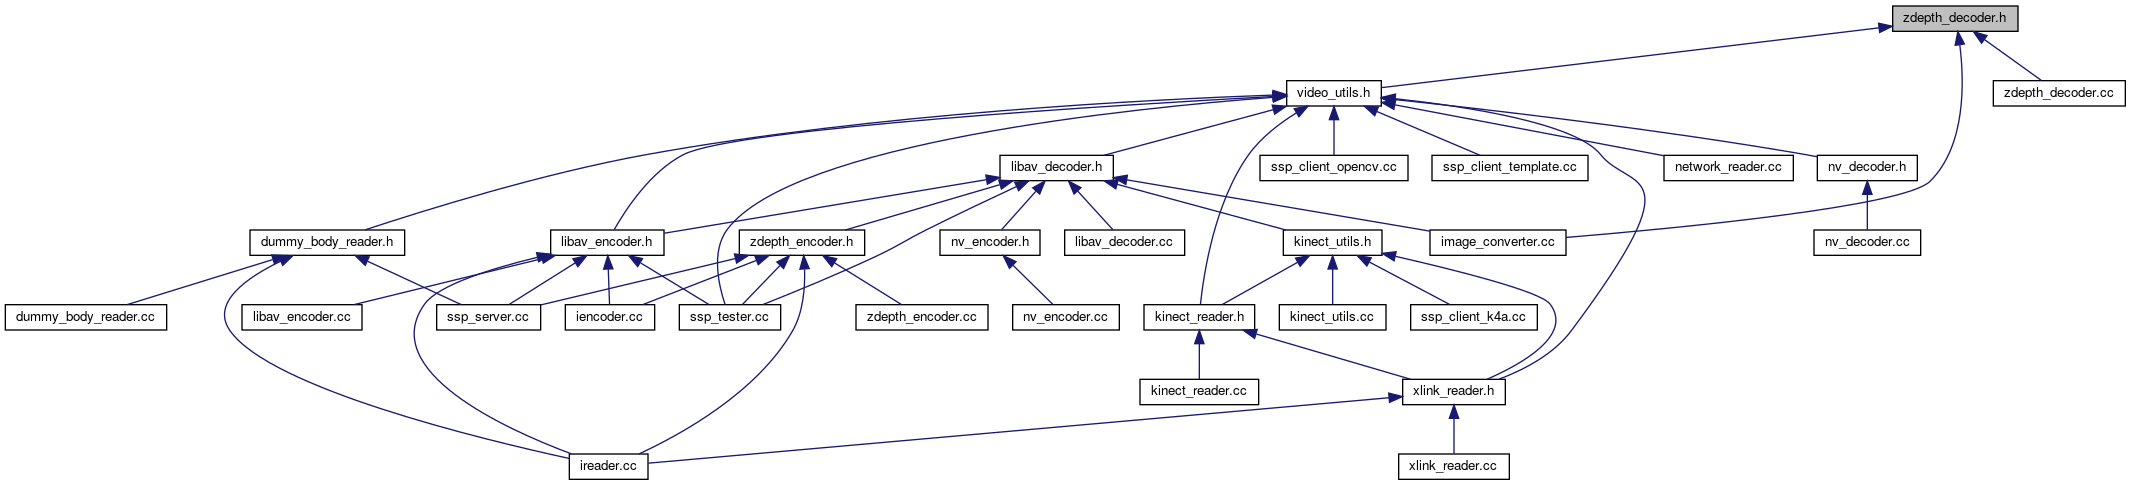 zdepth_decoder.h
video_utils.h
zdepth_decoder.cc
libav_decoder.h
ssp_client_opencv.cc
ssp_client_template.cc
network_reader.cc
nv_decoder.h
dummy_body_reader.h
libav_encoder.h
zdepth_encoder.h
nv_encoder.h
libav_decoder.cc
kinect_utils.h
image_converter.cc
nv_decoder.cc
dummy_body_reader.cc
libav_encoder.cc
ssp_server.cc
iencoder.cc
ssp_tester.cc
zdepth_encoder.cc
nv_encoder.cc
kinect_reader.h
kinect_utils.cc
ssp_client_k4a.cc
kinect_reader.cc
xlink_reader.h
ireader.cc
xlink_reader.cc